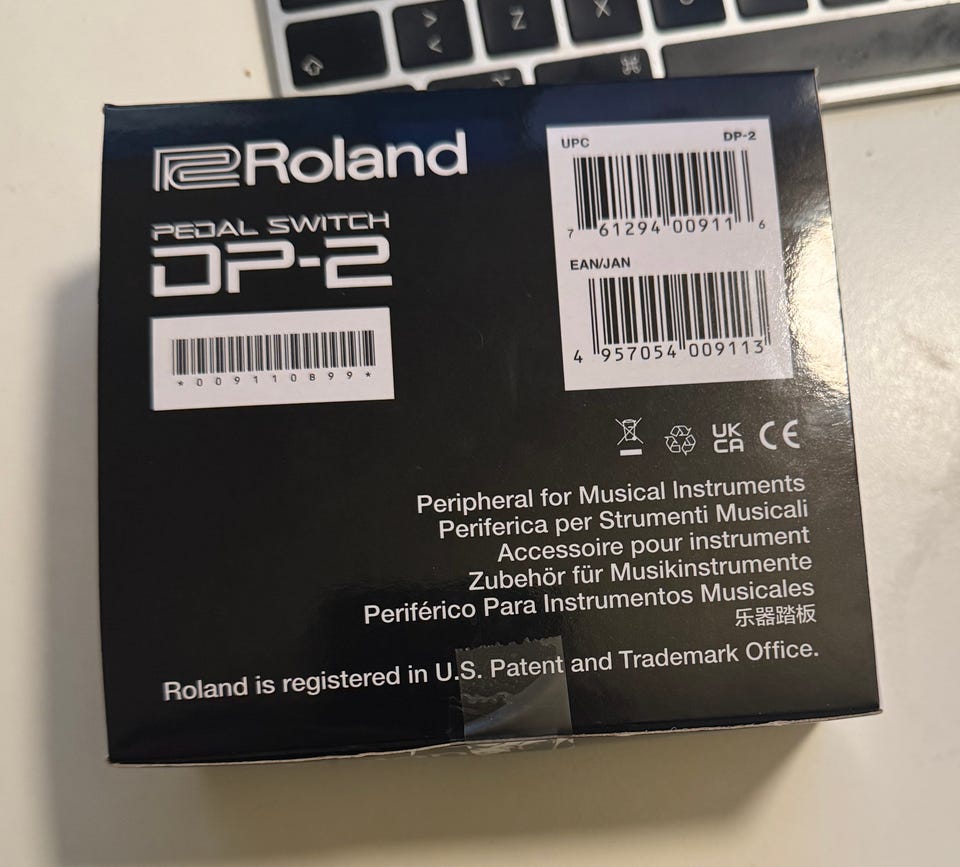 Z
X
⌘
Roland
PEDAL SWITCH
DP-2
*009110899*
UPC DP-2
7 61294 00911 6
EAN/JAN
4 957054 009113
UK
CA
CE
Peripheral for Musical Instruments
Periferica per Strumenti Musicali
Accessoire pour instrument
Zubehör für Musikinstrumente
Periférico Para Instrumentos Musicales
乐器踏板
Roland is registered in U.S. Patent and Trademark Office.